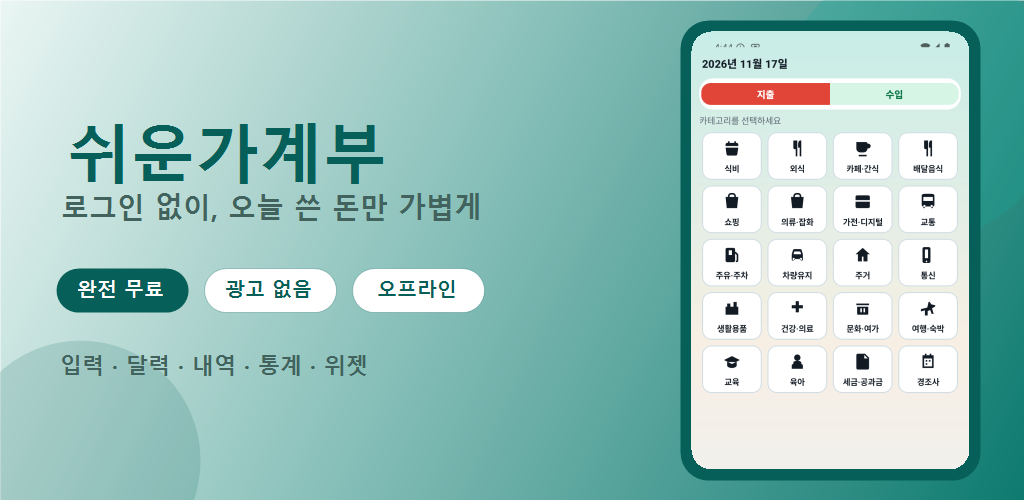 쉬운가계부
로그인 없이, 오늘 쓴 돈만 가볍게
완전 무료
광고 없음
오프라인
입력 · 달력 · 내역 · 통계 · 위젯
2026년 11월 17일
지출 수입
카테고리를 선택하세요
식비 외식 카페·간식 배달음식
쇼핑 의류·잡화 가전·디지털 교통
주유·주차 차량유지 주거 통신
생활용품 건강·의료 문화·여가 여행·숙박
교육 육아 세금·공과금 경조사